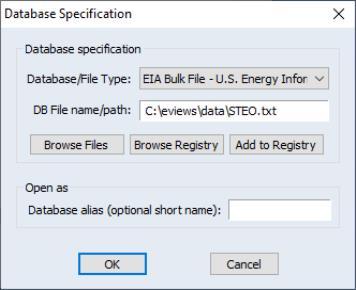 Database Specification
Database specification
Database/File Type: EIA Bulk File - U.S. Energy Infor
DB File name/path: C:\eviews\data\STEO.txt
Browse Files Browse Registry Add to Registry
Open as
Database alias (optional short name):
OK Cancel